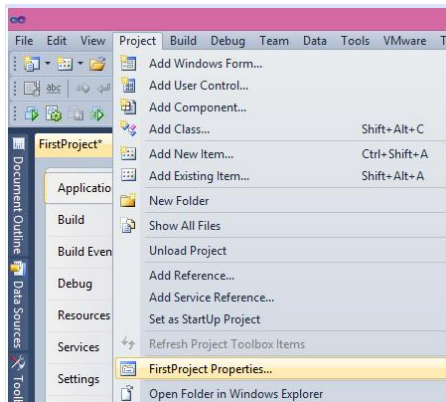 File Edit View Project Build Debug Team Data Tools VMware
Add Windows Form...
Add User Control...
Add Component...
Add Class... Shift+Alt+C
Add New Item... Ctrl+Shift+A
Add Existing Item... Shift+Alt+A
New Folder
Show All Files
Unload Project
Add Reference...
Add Service Reference...
Set as StartUp Project
Refresh Project Toolbox Items
FirstProject Properties...
Open Folder in Windows Explorer
abc
FirstProject*
Applicatio
Build
Build Even
Debug
Resources
Services
Settings
Document Outline
Data Sources
Toolb